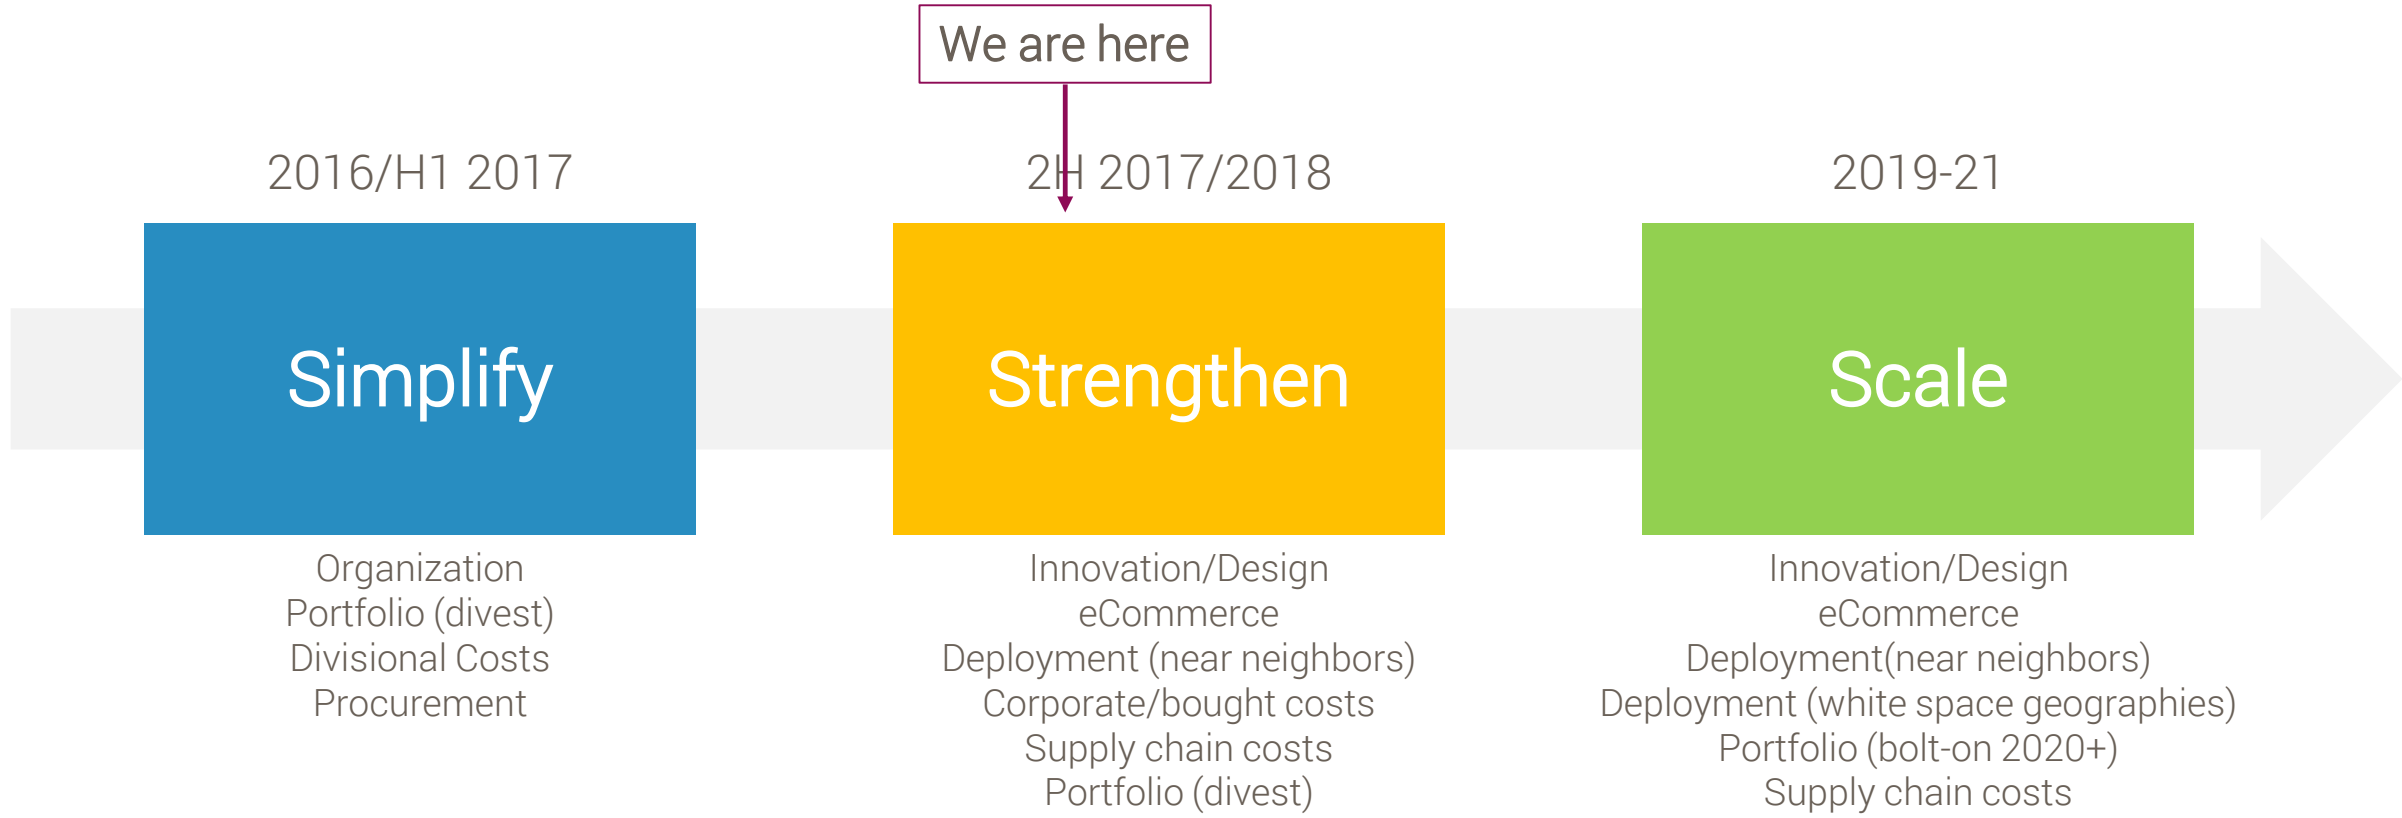 We are here
2016/H1 2017
2H 2017/2018
2019-21
Simplify
Strengthen
Scale
Organization
Portfolio (divest)
Divisional Costs
Procurement
Innovation/Design
eCommerce
Deployment (near neighbors)
Corporate/bought costs
Supply chain costs
Portfolio (divest)
Innovation/Design
eCommerce
Deployment(near neighbors)
Deployment (white space geographies)
Portfolio (bolt-on 2020+)
Supply chain costs